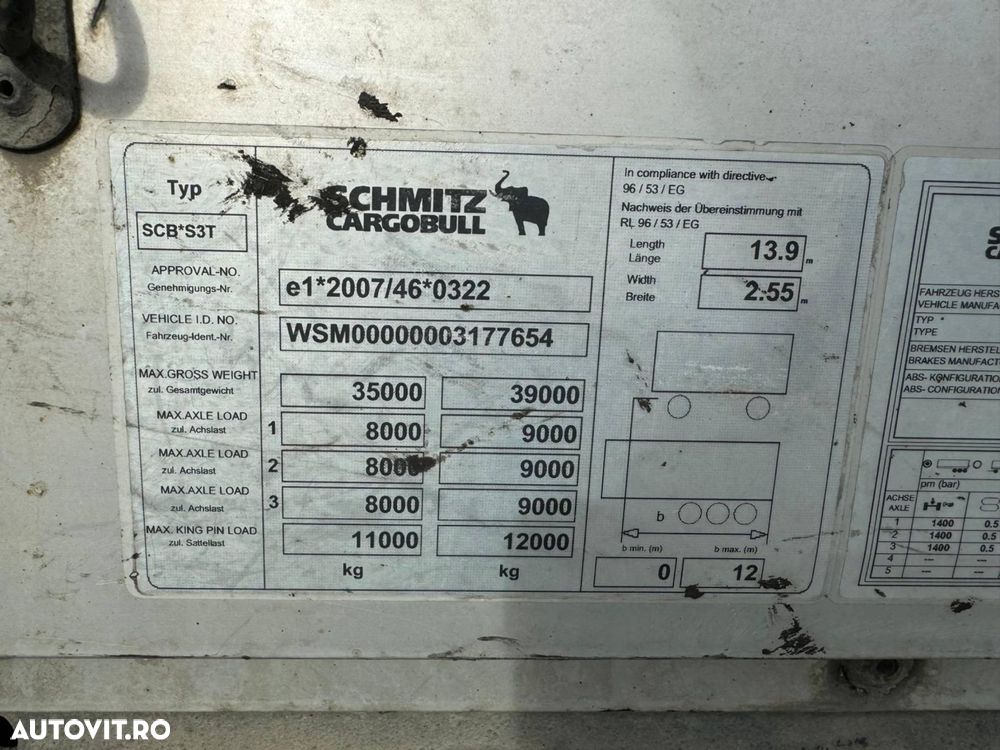 Typ
SCB*S3T
SCHMITZ
CARGOBULL
APPROVAL-NO.
Genehmigungs-Nr.
e1*2007/46*0322
VEHICLE I.D. NO.
Fahrzeug-Ident.-Nr.
WSM00000003177654
MAX.GROSS WEIGHT
zul. Gesamtgewicht
35000 39000
MAX.AXLE LOAD
zul. Achslast
1 8000 9000
MAX.AXLE LOAD
zul. Achslast
2 8000 9000
MAX.AXLE LOAD
zul. Achslast
3 8000 9000
MAX. KING PIN LOAD
zul. Sattellast
11000 12000
kg kg
In compliance with directive
96 / 53 / EG
Nachweis der Übereinstimmung mit
RL 96 / 53 / EG
Length
Länge
13.9 m
Width
Breite
2.55 m
b
b min. (m) b max. (m)
0 12
FAHRZEUG HERS
VEHICLE MANUFA
TYP
TYPE
BREMSEN HERSTEL
BRAKES MANUFACT
ABS- KONFIGURATION
ABS- CONFIGURATION
pm (bar)
ACHSE
AXLE
1 1400 0.5
2 1400 0.5
3 1400 0.5
4 --- ---
5 --- ---
AUTOVIT.RO